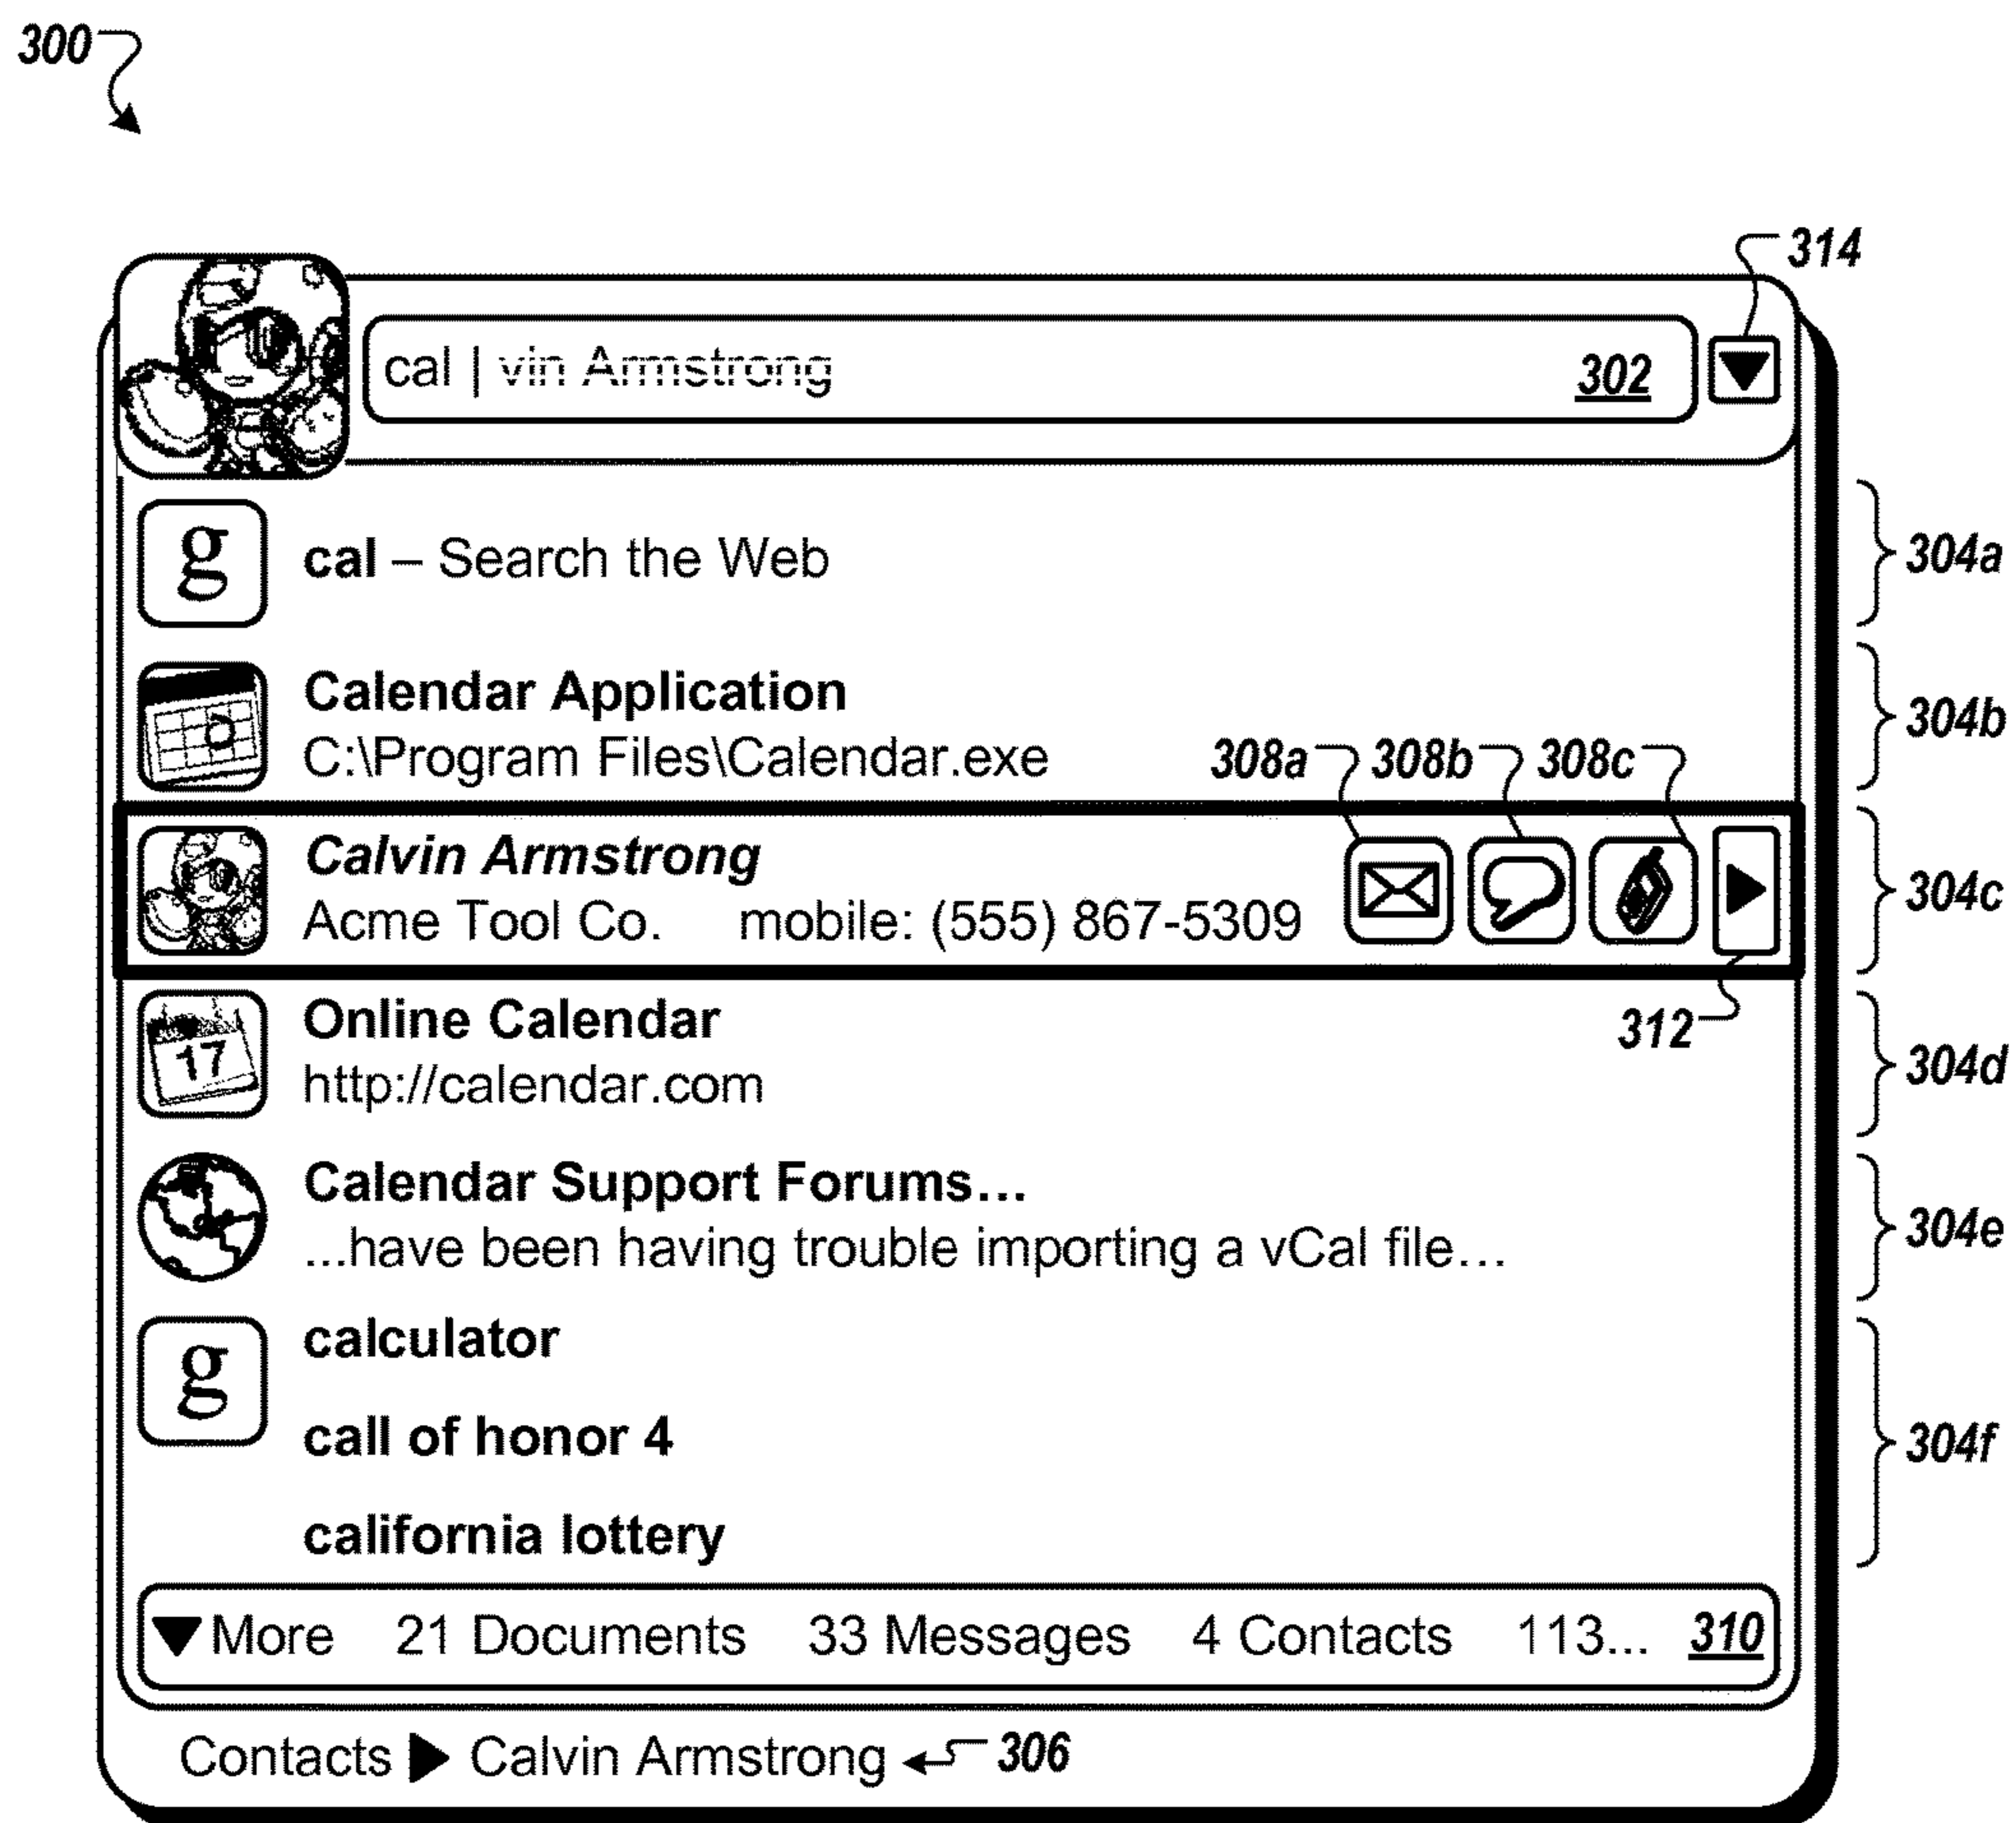 300
314
cal | vin Armstrong 302
g cal – Search the Web 304a
Calendar Application 304b
C:\Program Files\Calendar.exe 308a 308b 308c
Calvin Armstrong 304c
Acme Tool Co. mobile: (555) 867-5309
Online Calendar 312
17 304d
http://calendar.com
Calendar Support Forums... 304e
...have been having trouble importing a vCal file...
g calculator
call of honor 4 304f
california lottery
More 21 Documents 33 Messages 4 Contacts 113... 310
Contacts Calvin Armstrong 306